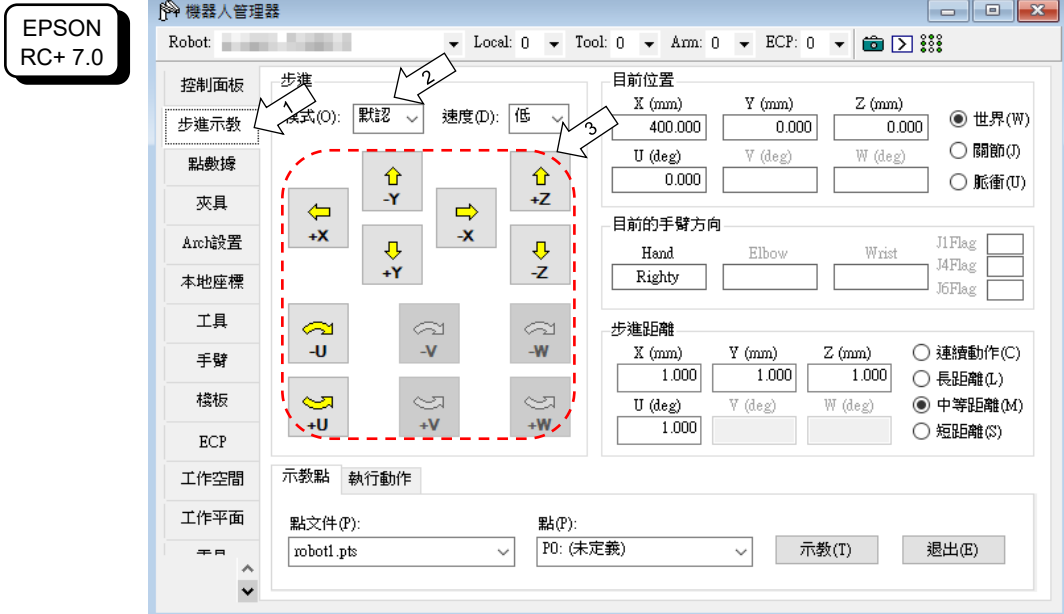 EPSON
RC+ 7.0
機器人管理器
Robot: Local: 0 Tool: 0 Arm: 0 ECP: 0
控制面板
步進示教
點數據
夾具
Arch設置
本地座標
工具
手臂
棧板
ECP
工作空間
工作平面
步進
1
2
3
模式(O): 默認 速度(D): 低
-Y
+Z
+X
-X
+Y
-Z
-U
-V
-W
+U
+V
+W
目前位置
X (mm) Y (mm) Z (mm)
400.000 0.000 0.000
U (deg) V (deg) W (deg)
0.000
世界(W)
關節(J)
脈衝(U)
目前的手臂方向
Hand Elbow Wrist
Righty
J1Flag
J4Flag
J6Flag
步進距離
X (mm) Y (mm) Z (mm)
1.000 1.000 1.000
U (deg) V (deg) W (deg)
1.000
連續動作(C)
長距離(L)
中等距離(M)
短距離(S)
示教點 執行動作
點文件(P): 點(P):
robot1.pts P0: (未定義) 示教(T) 退出(E)